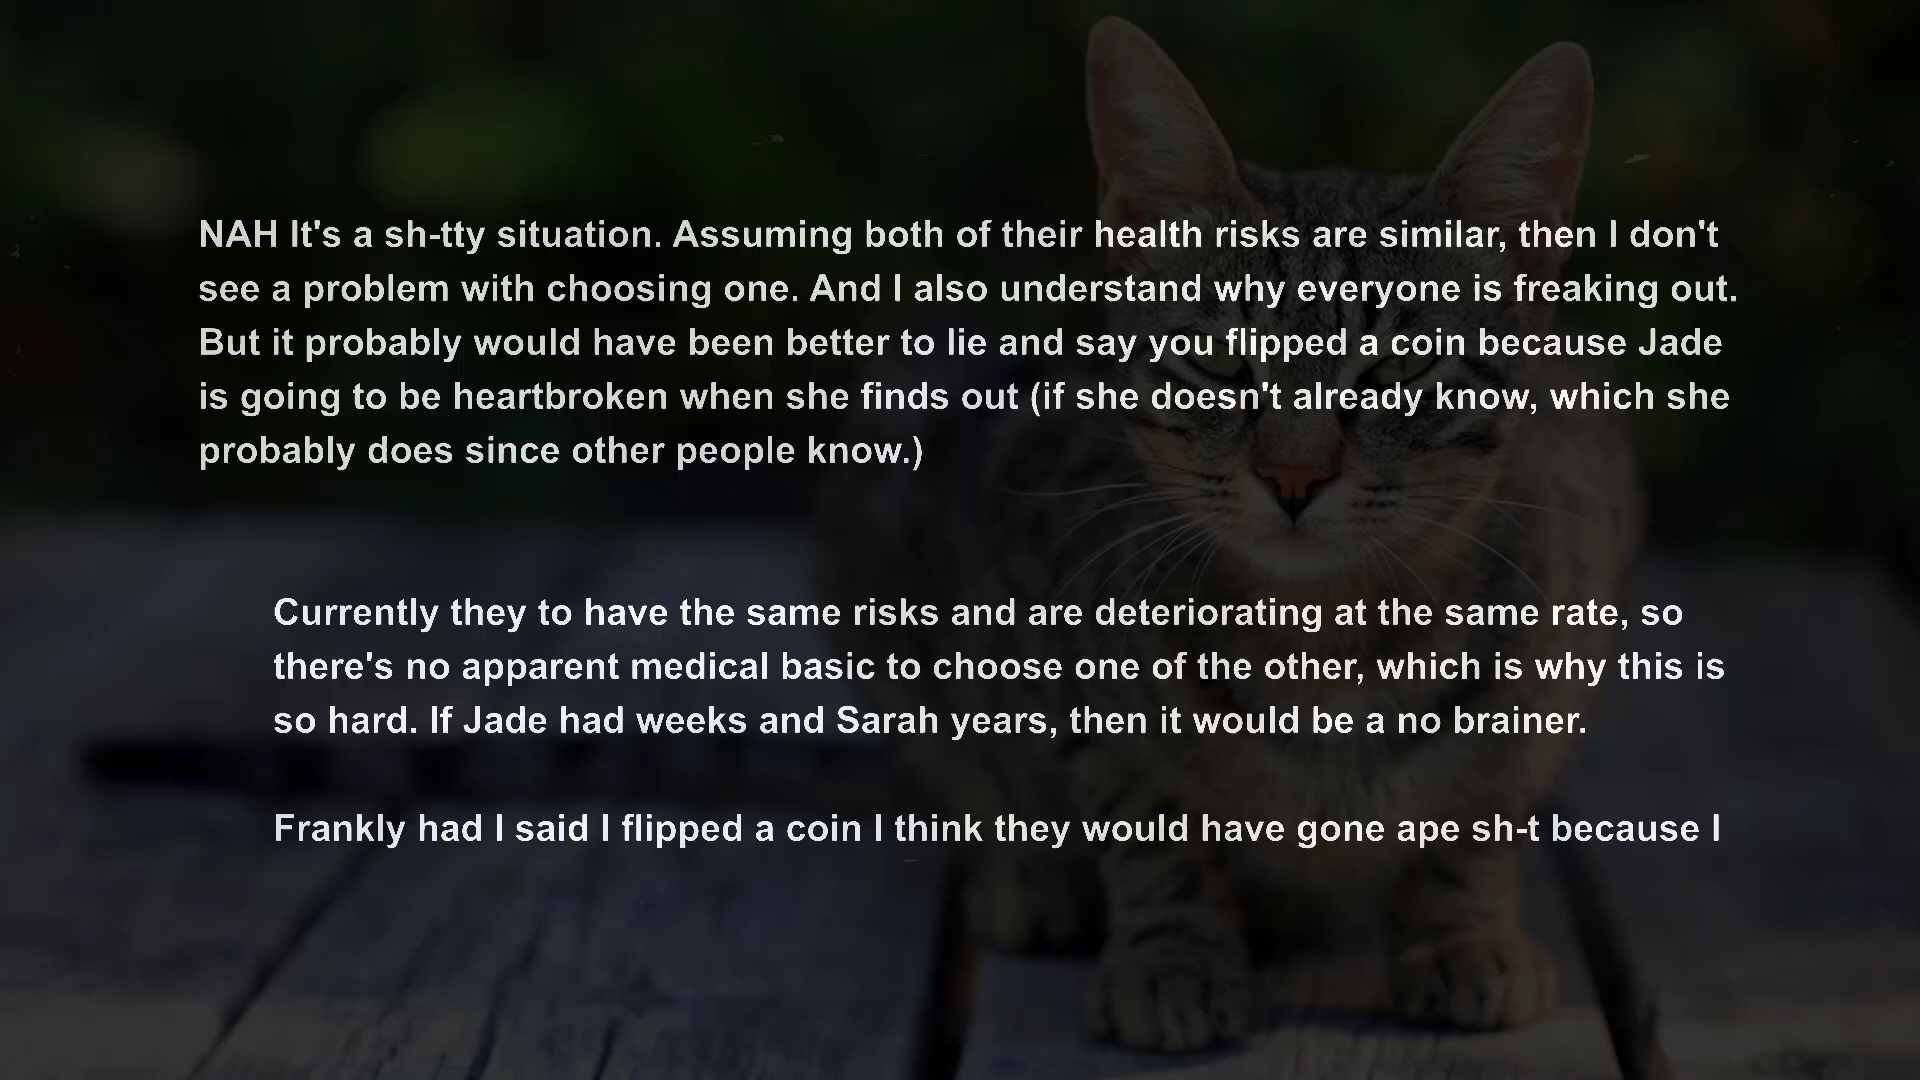 NAH It's a sh-tty situation. Assuming both of their health risks are similar, then I don't
see a problem with choosing one. And I also understand why everyone is freaking out.
But it probably would have been better to lie and say you flipped a coin because Jade
is going to be heartbroken when she finds out (if she doesn't already know, which she
probably does since other people know.)
Currently they to have the same risks and are deteriorating at the same rate, so
there's no apparent medical basic to choose one of the other, which is why this is
so hard. If Jade had weeks and Sarah years, then it would be a no brainer.
Frankly had I said I flipped a coin I think they would have gone ape sh-t because I